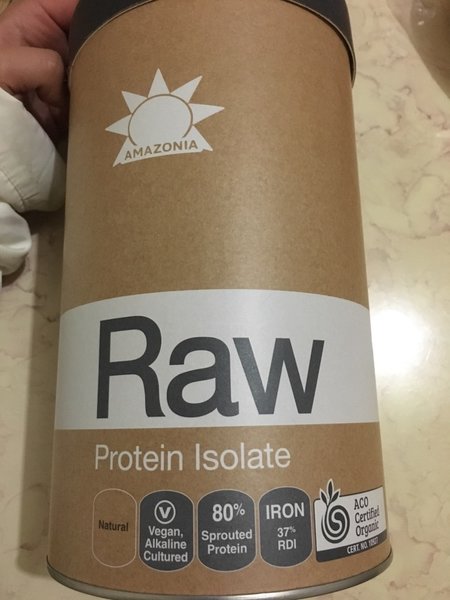 AMAZONIA
Raw
Protein Isolate
Natural
V
Vegan,
Alkaline
Cultured
80%
Sprouted
Protein
IRON
37%
RDI
ACO
Certified
Organic
CERT. NO.